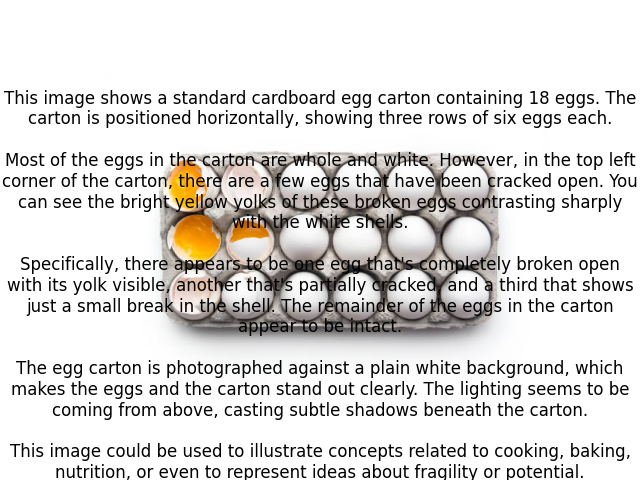 This image shows a standard cardboard egg carton containing 18 eggs. The
carton is positioned horizontally, showing three rows of six eggs each.
Most of the eggs in the carton are whole and white. However, in the top left
corner of the carton, there are a few eggs that have been cracked open. You
can see the bright yellow yolks of these broken eggs contrasting sharply
with the white shells.
Specifically, there appears to be one egg that's completely broken open
with its yolk visible, another that's partially cracked, and a third that shows
just a small break in the shell. The remainder of the eggs in the carton
appear to be intact.
The egg carton is photographed against a plain white background, which
makes the eggs and the carton stand out clearly. The lighting seems to be
coming from above, casting subtle shadows beneath the carton.
This image could be used to illustrate concepts related to cooking, baking,
nutrition, or even to represent ideas about fragility or potential.